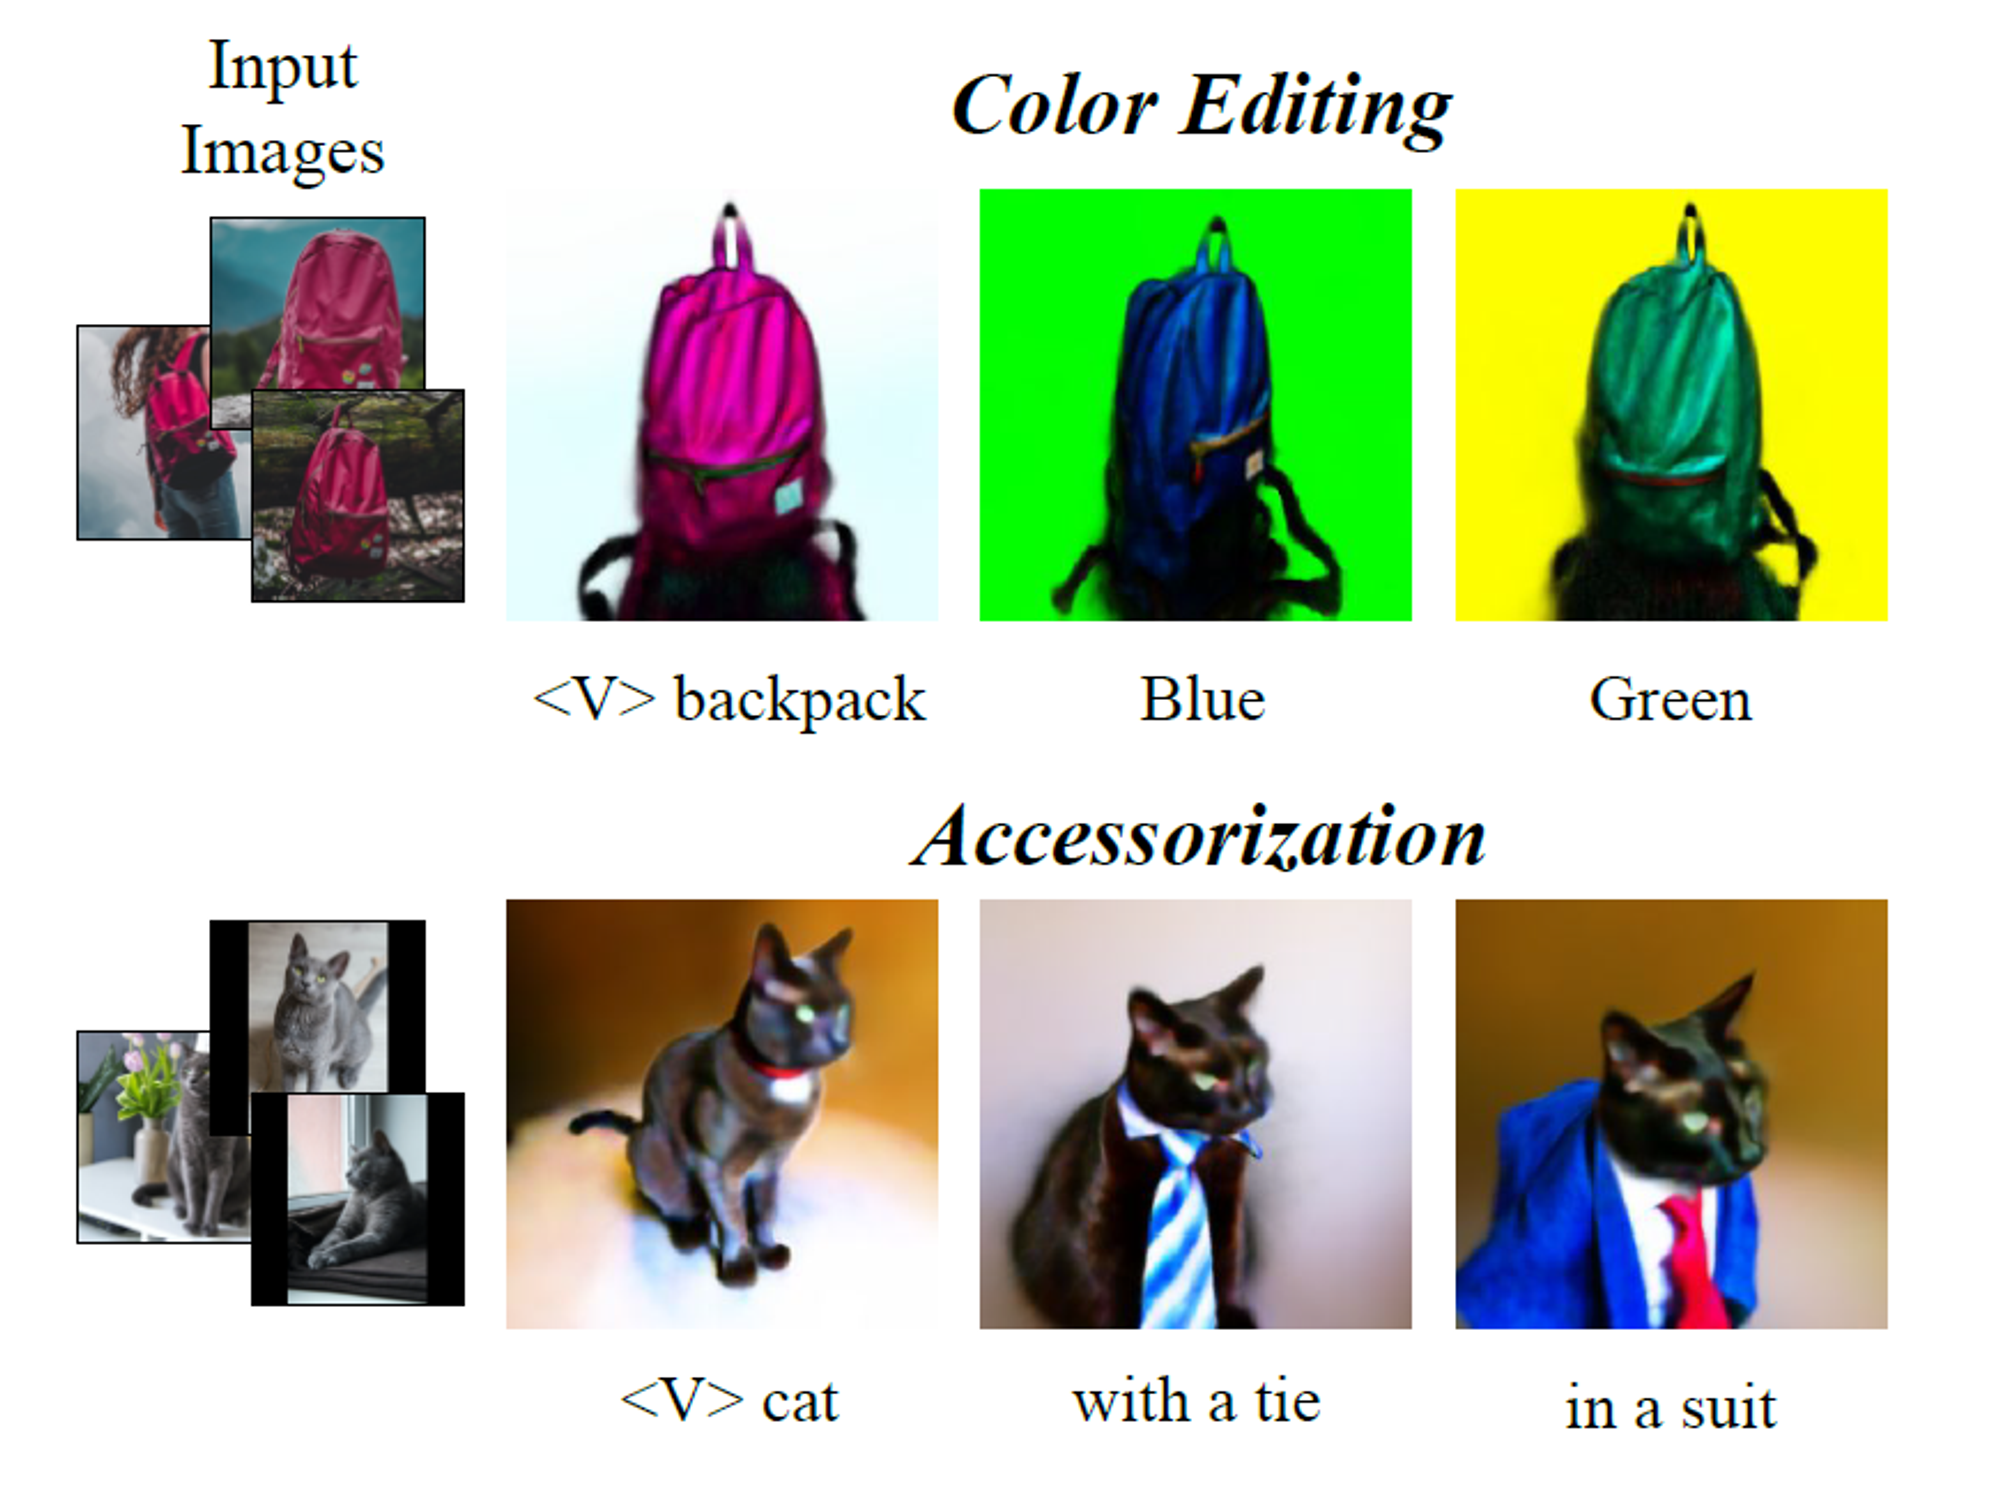 Input
Images
Color Editing
<V> backpack
Blue
Green
Accessorization
<V> cat
with a tie
in a suit